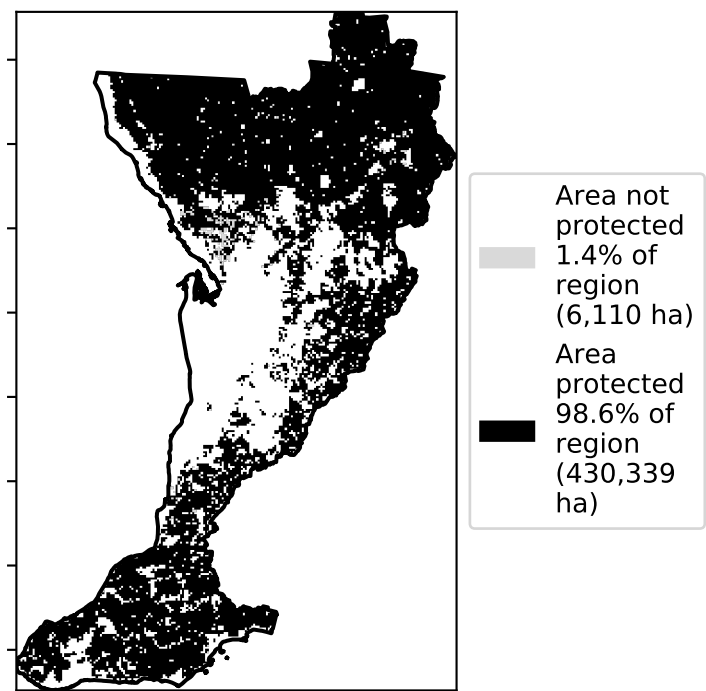 Area not
protected
1.4% of
region
(6,110 ha)
Area
protected
98.6% of
region
(430,339
ha)